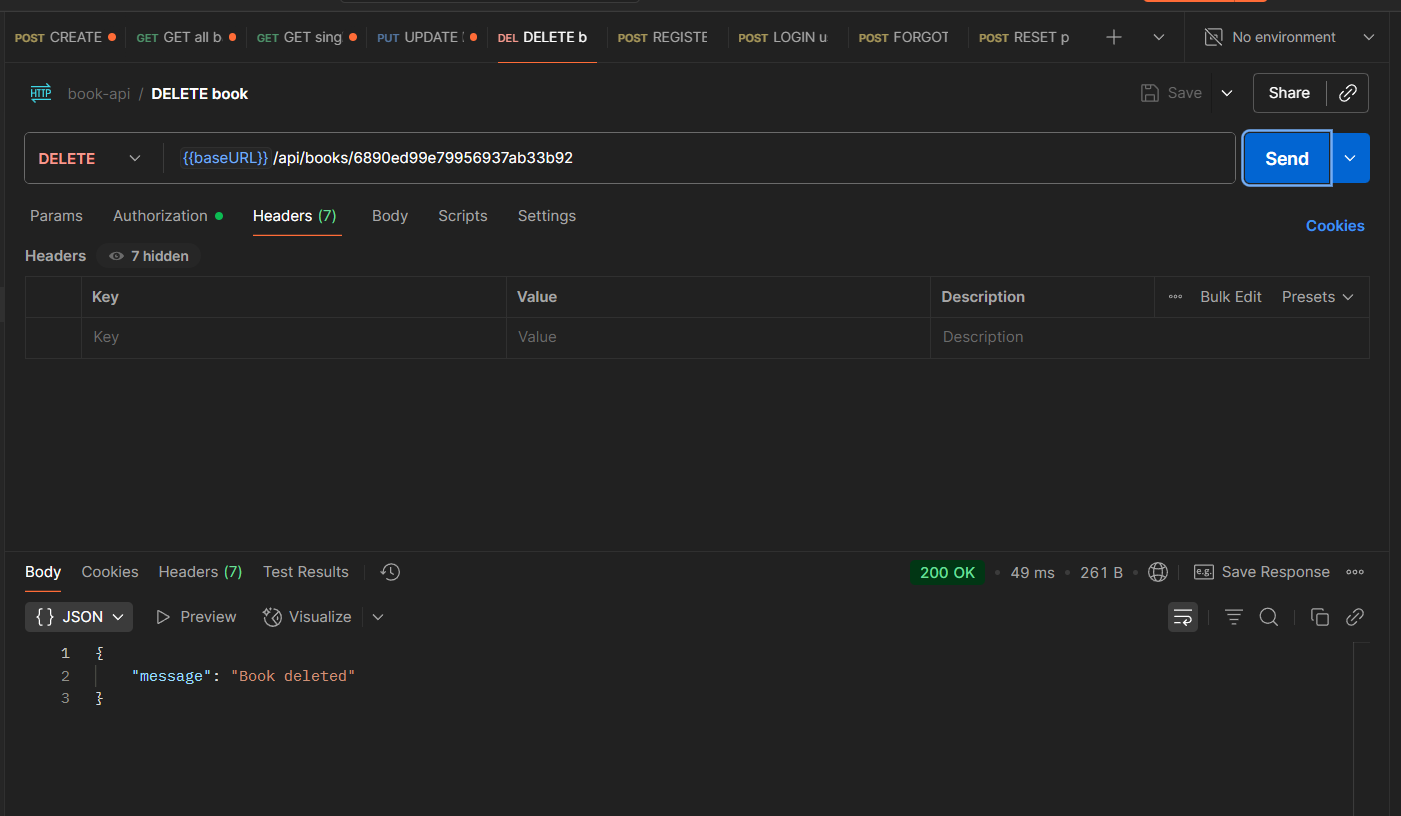 POST CREATE GET GET all b GET GET sing PUT UPDATE DEL DELETE b POST REGISTE POST LOGIN u POST FORGOT POST RESET p No environment
HTTP book-api / DELETE book Save Share
DELETE {{baseURL}}/api/books/6890ed99e79956937ab33b92 Send
Params Authorization Headers (7) Body Scripts Settings Cookies
Headers 7 hidden
Key Value Description Bulk Edit Presets
Key Value Description
Body Cookies Headers (7) Test Results 200 OK 49 ms 261 B e.g. Save Response
{} JSON Preview Visualize
1 {
2 "message": "Book deleted"
3 }